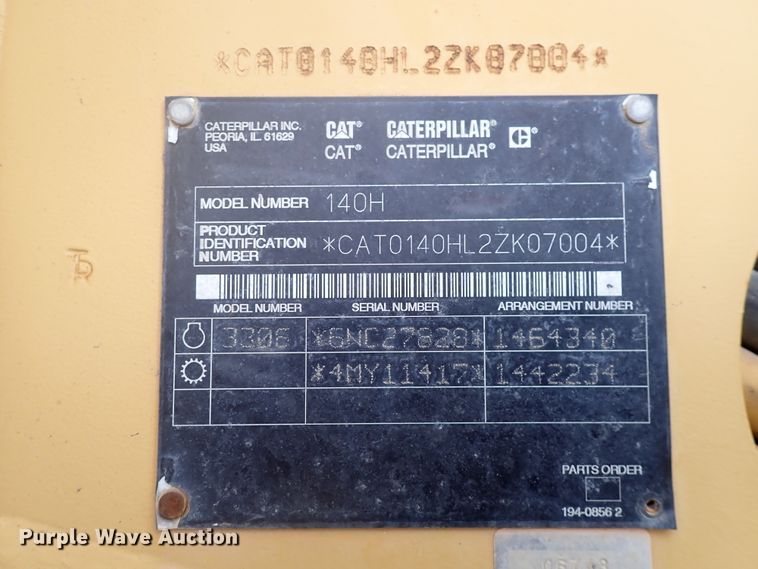 *CAT0140HL2ZK07004*
CATERPILLAR INC.
PEORIA, IL. 61629
USA
CAT® CATERPILLAR® C®
CAT® CATERPILLAR®
MODEL NUMBER 140H
PRODUCT
IDENTIFICATION
NUMBER *CAT0140HL2ZK07004*
MODEL NUMBER SERIAL NUMBER ARRANGEMENT NUMBER
3306 *6NC27828* 1464340
*4MY11417* 1442234
PARTS ORDER
194-0856 2
Purple Wave Auction